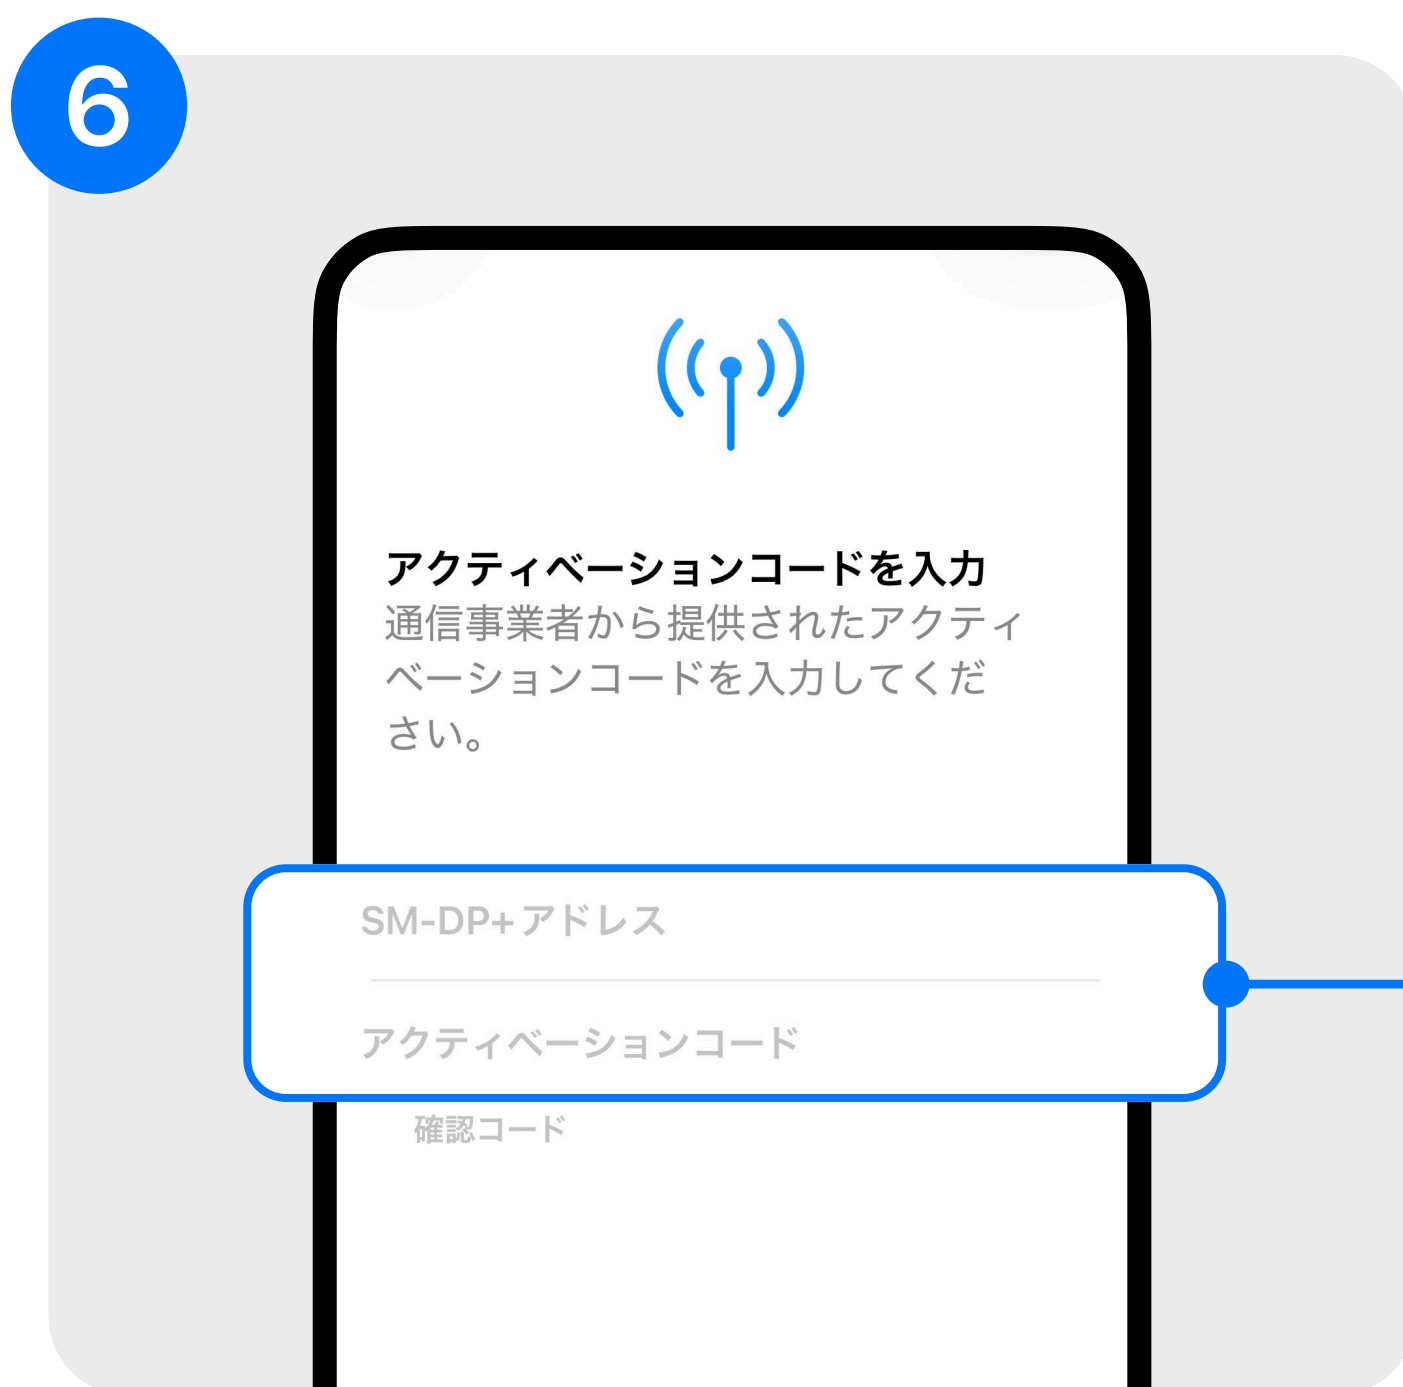 6
アクティベーションコードを入力
通信事業者から提供されたアクティ
ベーションコードを入力してくだ
さい。
SM-DP+アドレス
アクティベーションコード
確認コード